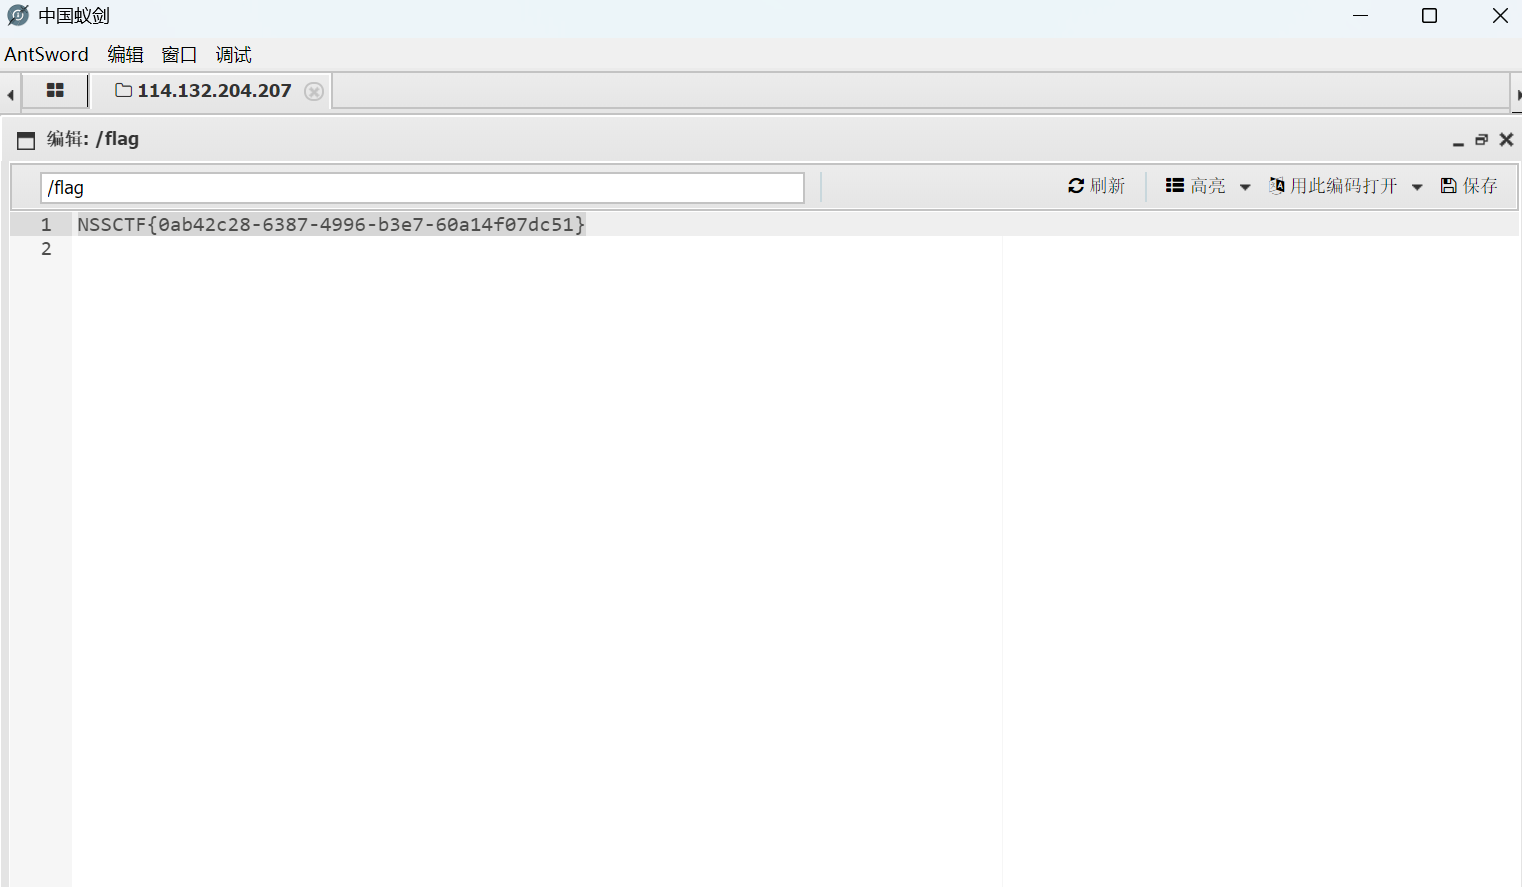 中国蚁剑
AntSword 编辑 窗口 调试
114.132.204.207
编辑: /flag
/flag 刷新 高亮 用此编码打开 保存
1 NSSCTF{0ab42c28-6387-4996-b3e7-60a14f07dc51}
2